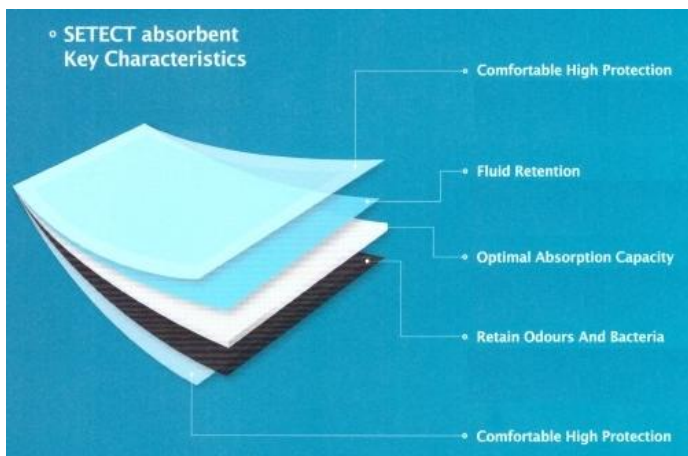 SETECT absorbent
Key Characteristics
Comfortable High Protection
Fluid Retention
Optimal Absorption Capacity
Retain Odours And Bacteria
Comfortable High Protection